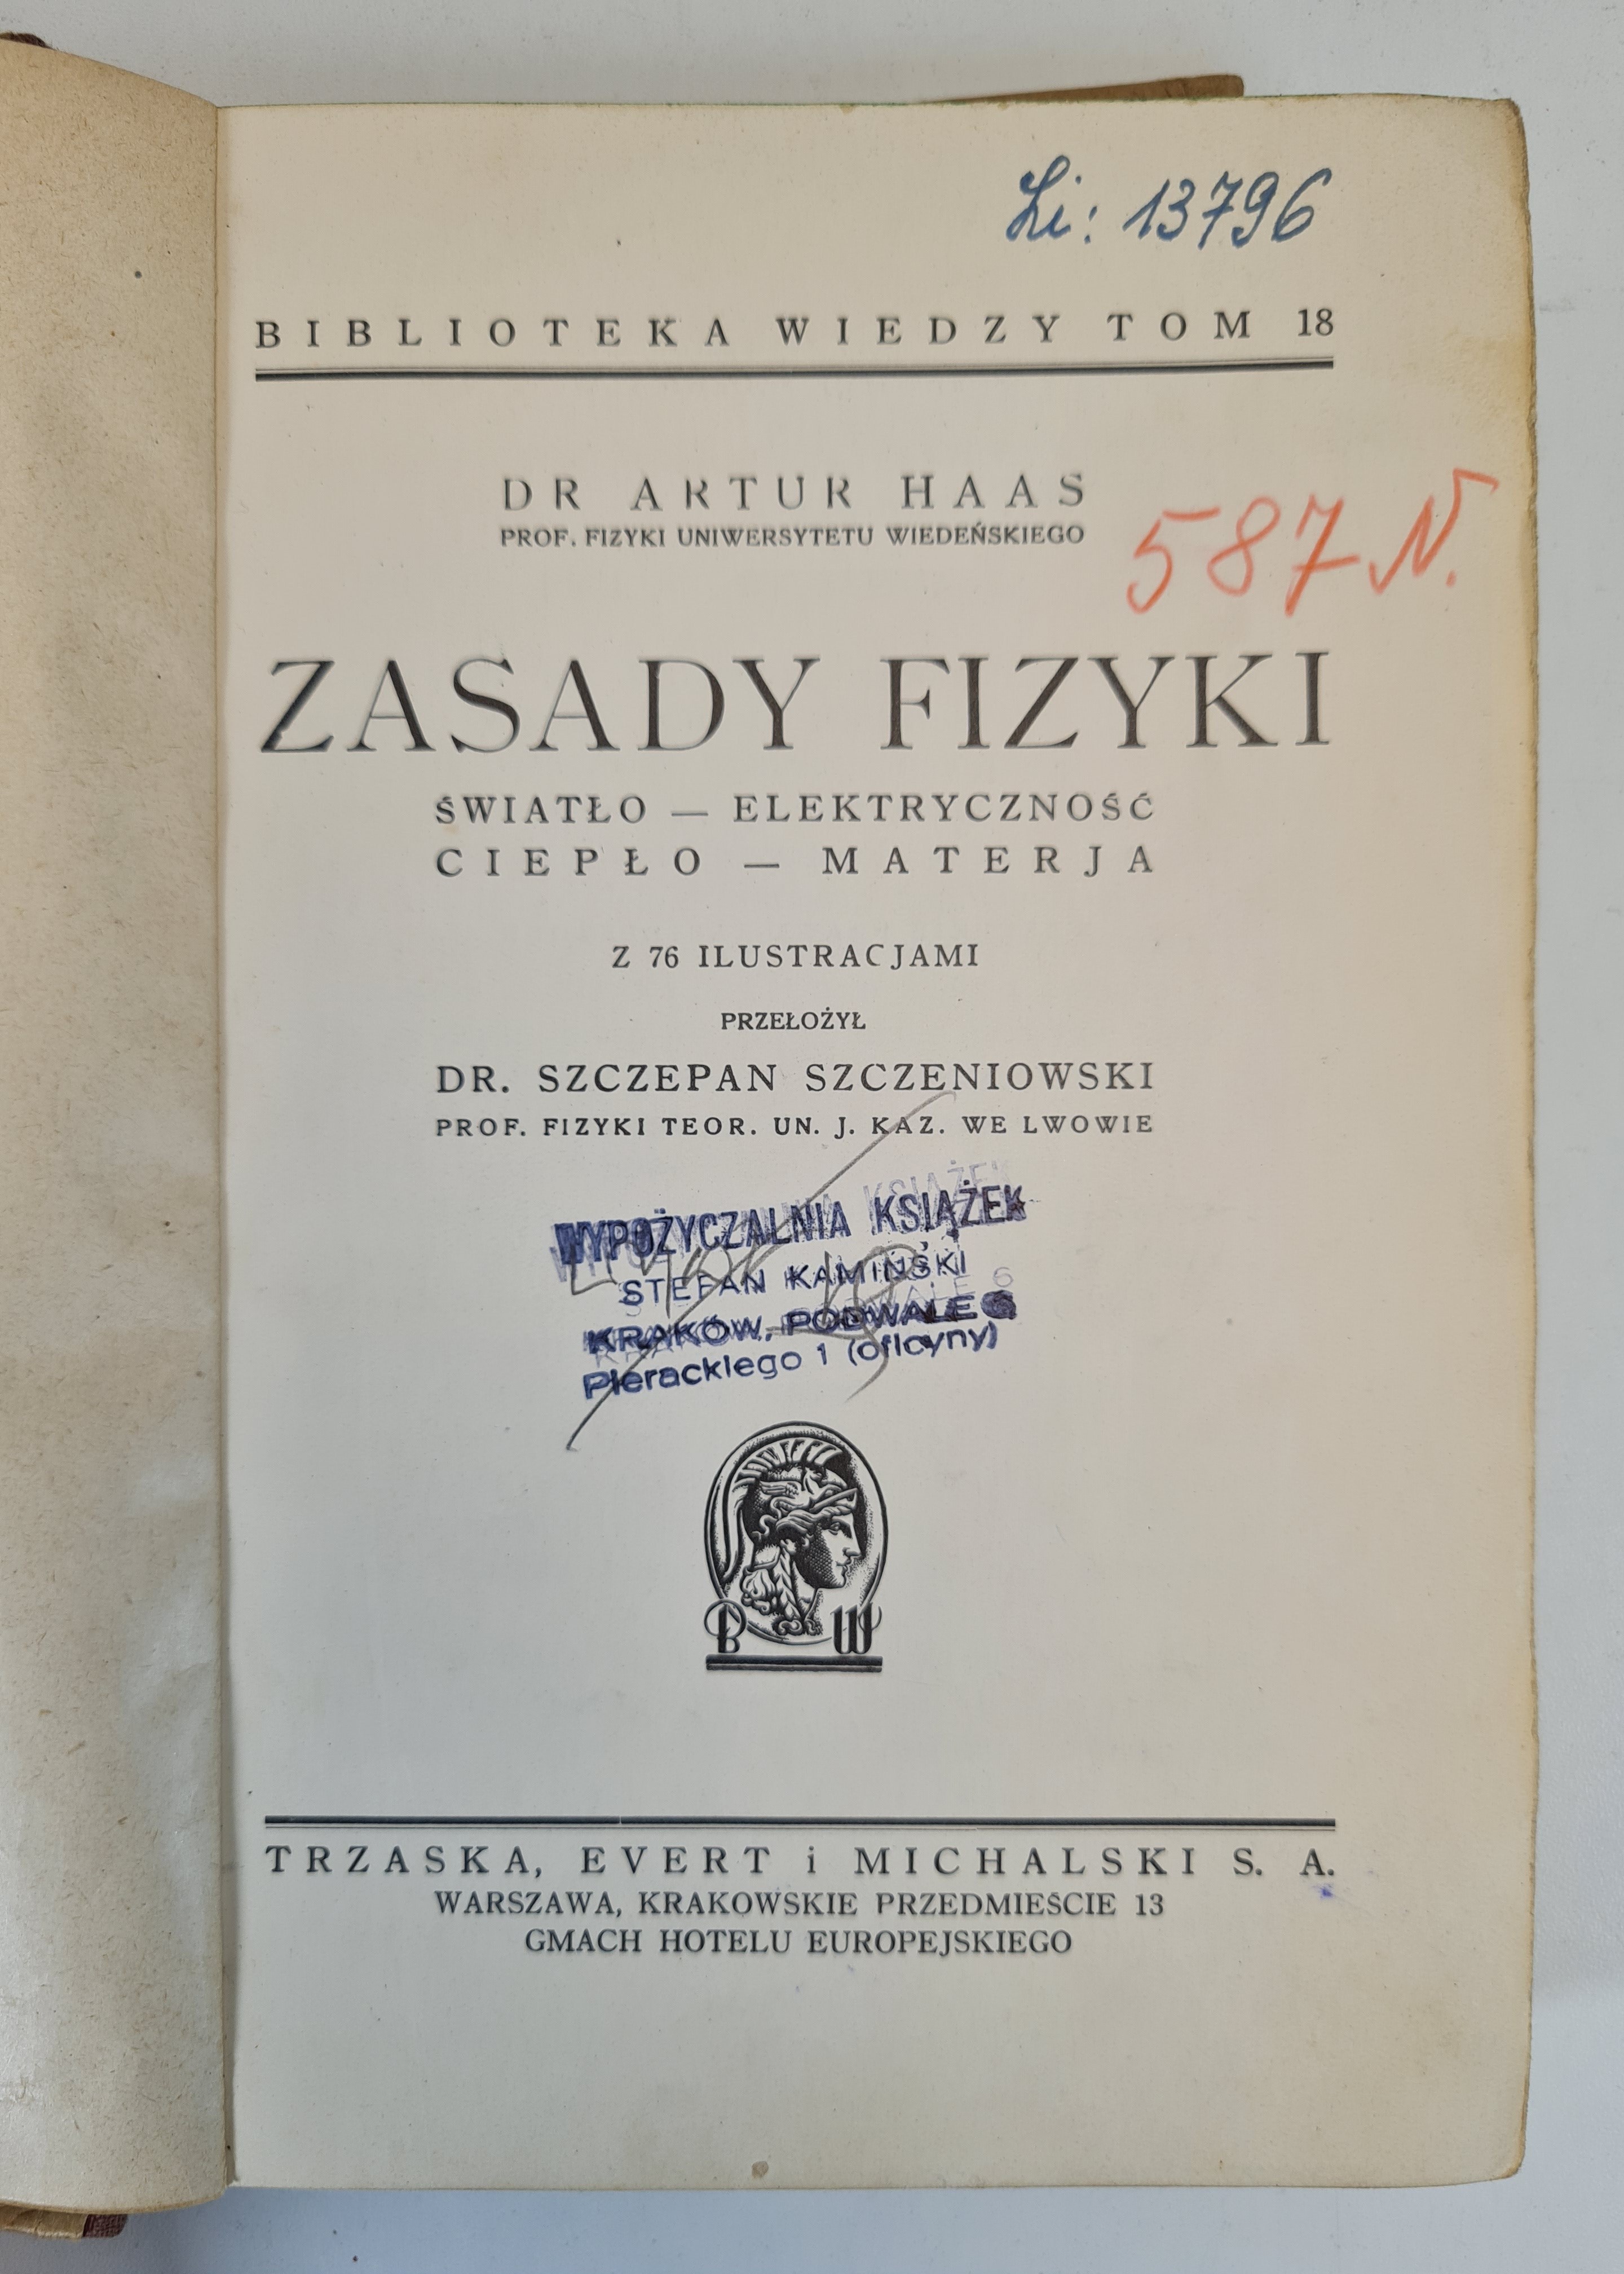 Li: 13796
BIBLIOTEKA WIEDZY TOM 18
DR ARTUR HAAS
PROF. FIZYKI UNIWERSYTETU WIEDEŃSKIEGO
587 N.
ZASADY FIZYKI
ŚWIATŁO — ELEKTRYCZNOŚĆ
CIEPŁO — MATERJA
Z 76 ILUSTRACJAMI
PRZEŁOŻYŁ
DR. SZCZEPAN SZCZENIOWSKI
PROF. FIZYKI TEOR. UN. J. KAZ. WE LWOWIE
WYPOŻYCZALNIA KSIĄŻEK
STEFAN KAMIŃSKI
KRAKÓW, PODWALE 6
Pierackiego 1 (oficyny)
B W
TRZASKA, EVERT i MICHALSKI S. A.
WARSZAWA, KRAKOWSKIE PRZEDMIEŚCIE 13
GMACH HOTELU EUROPEJSKIEGO